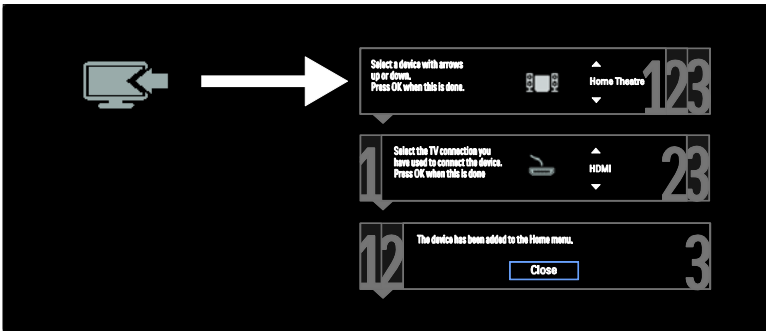 Select a device with arrows
up or down.
Press OK when this is done.
Home Theatre
123
1
Select the TV connection you
have used to connect the device.
Press OK when this is done
HDMI
23
12
The device has been added to the Home menu.
Close
3